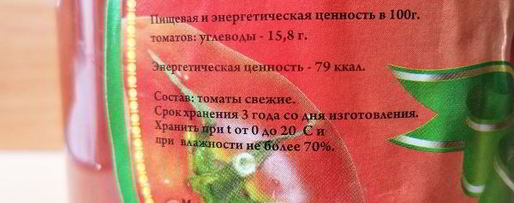 Пищевая и энергетическая ценность в 100г.
томатов: углеводы - 15,8 г.
Энергетическая ценность - 79 ккал.
Состав: томаты свежие.
Срок хранения 3 года со дня изготовления.
Хранить при t от 0 до 20 С и
при влажности не более 70%.